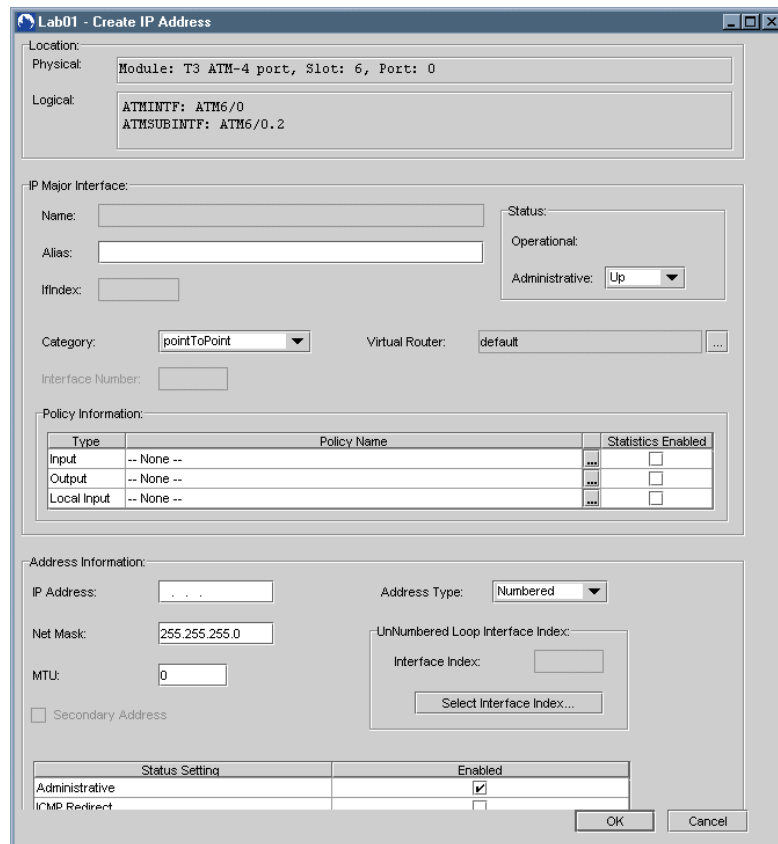 Lab01 - Create IP Address
Location:
Physical: Module: T3 ATM-4 port, Slot: 6, Port: 0
Logical: ATMINTF: ATM6/0
ATMSUBINTF: ATM6/0.2
IP Major Interface:
Name:
Status:
Operational:
Alias:
Administrative: Up
IfIndex:
Category: pointToPoint Virtual Router: default ...
Interface Number:
Policy Information:
Type Policy Name Statistics Enabled
Input -- None -- ...
Output -- None -- ...
Local Input -- None -- ...
Address Information:
IP Address: . . . Address Type: Numbered
Net Mask: 255.255.255.0 UnNumbered Loop Interface Index:
Interface Index:
MTU: 0
Select Interface Index...
Secondary Address
Status Setting Enabled
Administrative
ICMP Redirect
OK Cancel